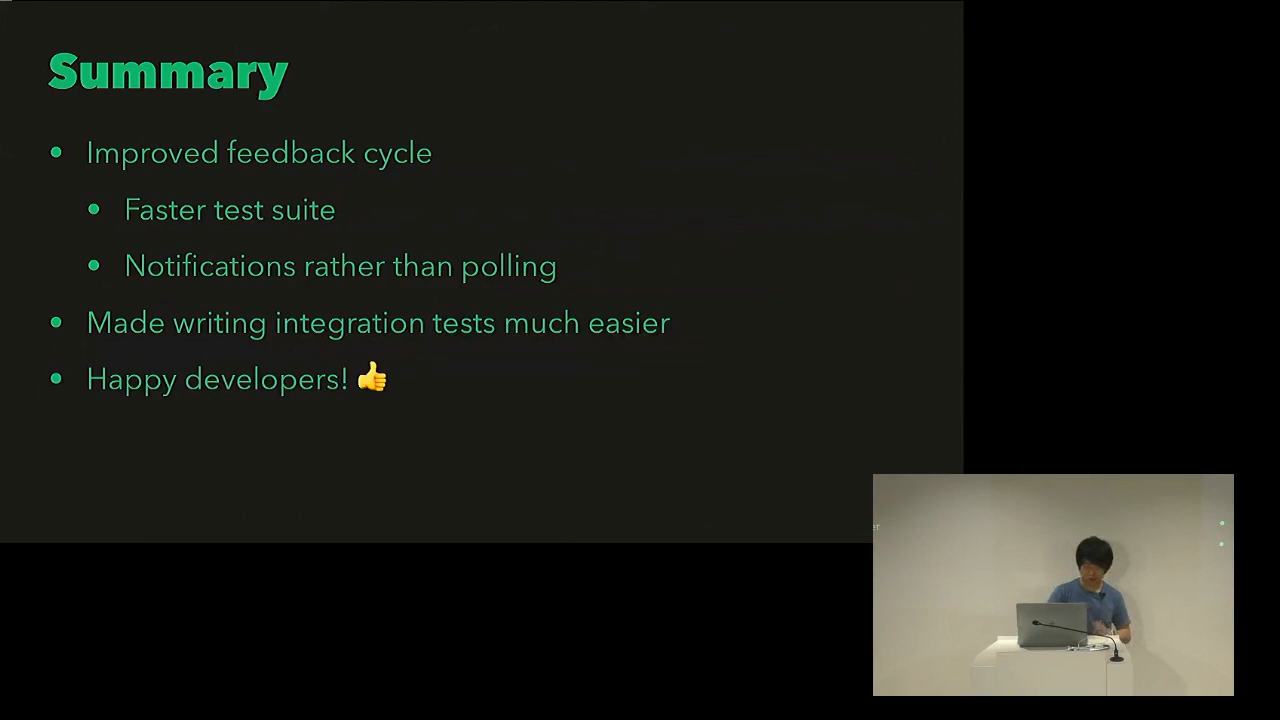 Summary
• Improved feedback cycle
• Faster test suite
• Notifications rather than polling
• Made writing integration tests much easier
• Happy developers! 👍
er